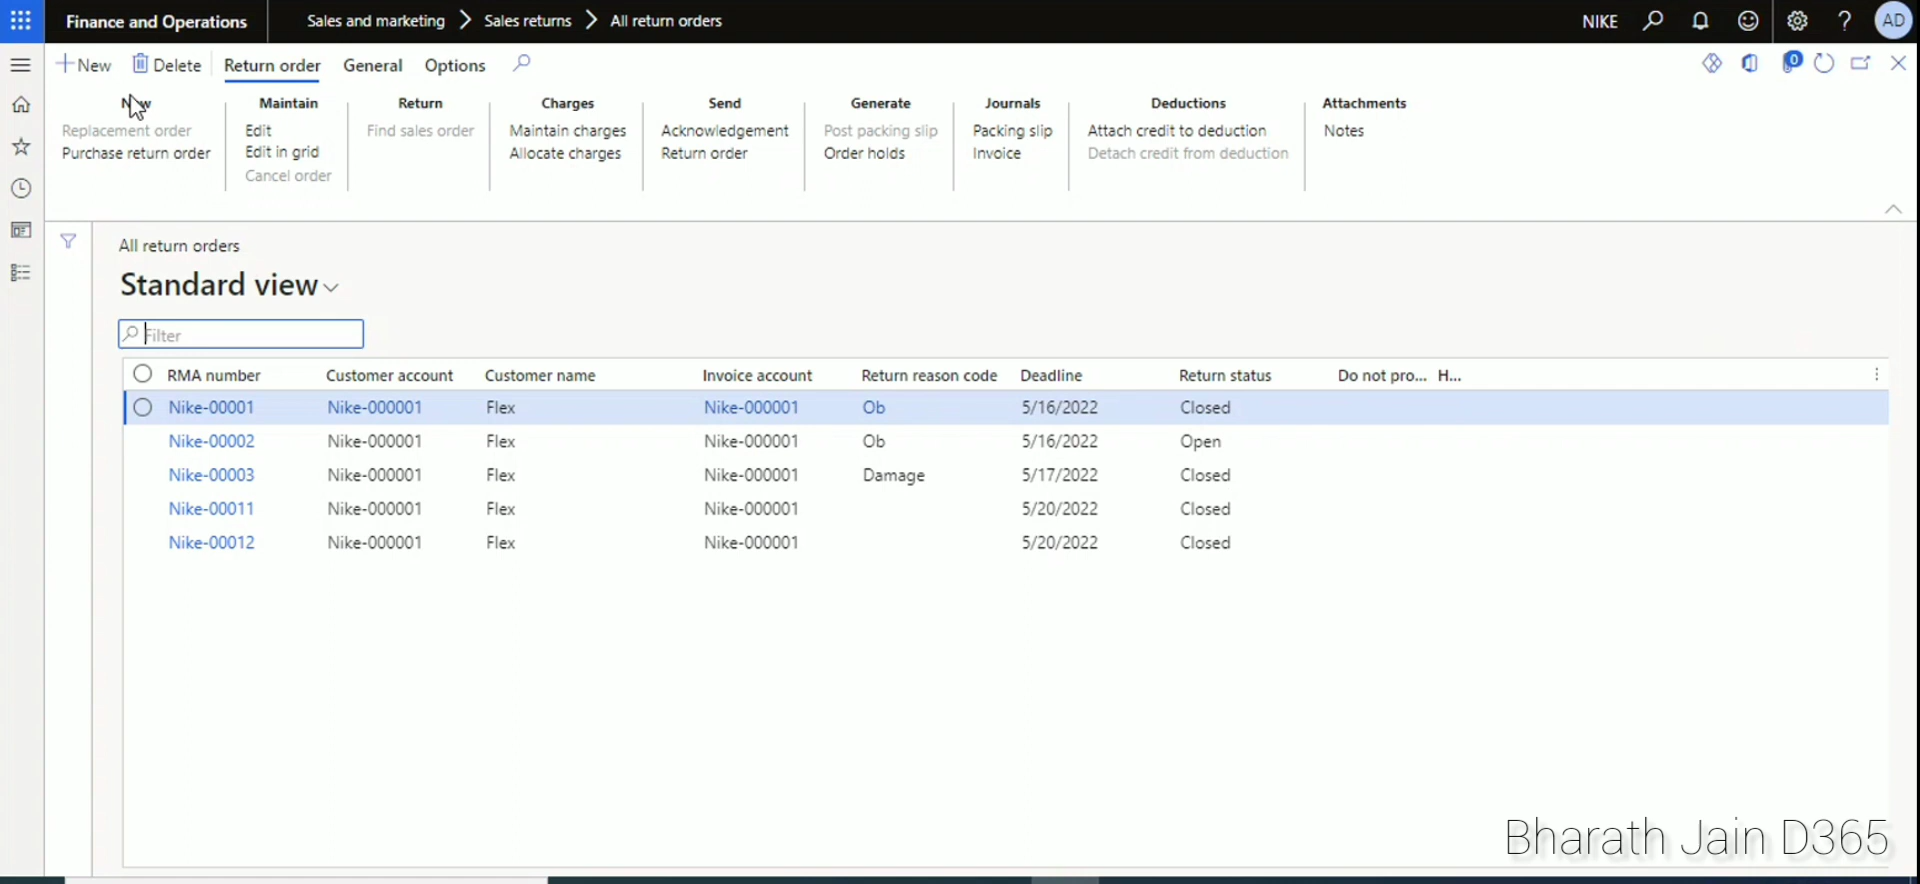 Finance and Operations
Sales and marketing > Sales returns > All return orders
NIKE
AD
New
Delete
Return order
General
Options
0
New
Replacement order
Purchase return order
Maintain
Edit
Edit in grid
Cancel order
Return
Find sales order
Charges
Maintain charges
Allocate charges
Send
Acknowledgement
Return order
Generate
Post packing slip
Order holds
Journals
Packing slip
Invoice
Deductions
Attach credit to deduction
Detach credit from deduction
Attachments
Notes
All return orders
Standard view
Filter
RMA number Customer account Customer name Invoice account Return reason code Deadline Return status Do not pro... H...
Nike-00001 Nike-000001 Flex Nike-000001 Ob 5/16/2022 Closed
Nike-00002 Nike-000001 Flex Nike-000001 Ob 5/16/2022 Open
Nike-00003 Nike-000001 Flex Nike-000001 Damage 5/17/2022 Closed
Nike-00011 Nike-000001 Flex Nike-000001 5/20/2022 Closed
Nike-00012 Nike-000001 Flex Nike-000001 5/20/2022 Closed
Bharath Jain D365